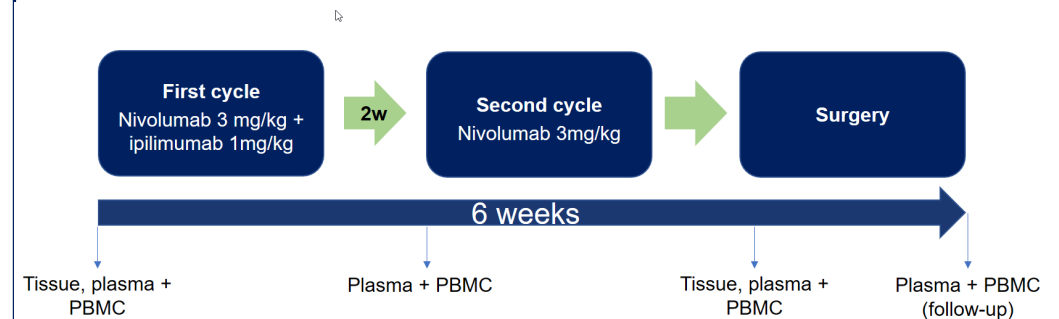 First cycle
Nivolumab 3 mg/kg +
ipilimumab 1mg/kg
2w
Second cycle
Nivolumab 3mg/kg
Surgery
6 weeks
Tissue, plasma +
PBMC
Plasma + PBMC
Tissue, plasma +
PBMC
Plasma + PBMC
(follow-up)